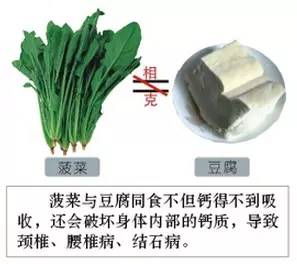 相
克
菠菜
豆腐
菠菜与豆腐同食不但钙得不到吸
收，还会破坏身体内部的钙质，导致
颈椎、腰椎病、结石病。